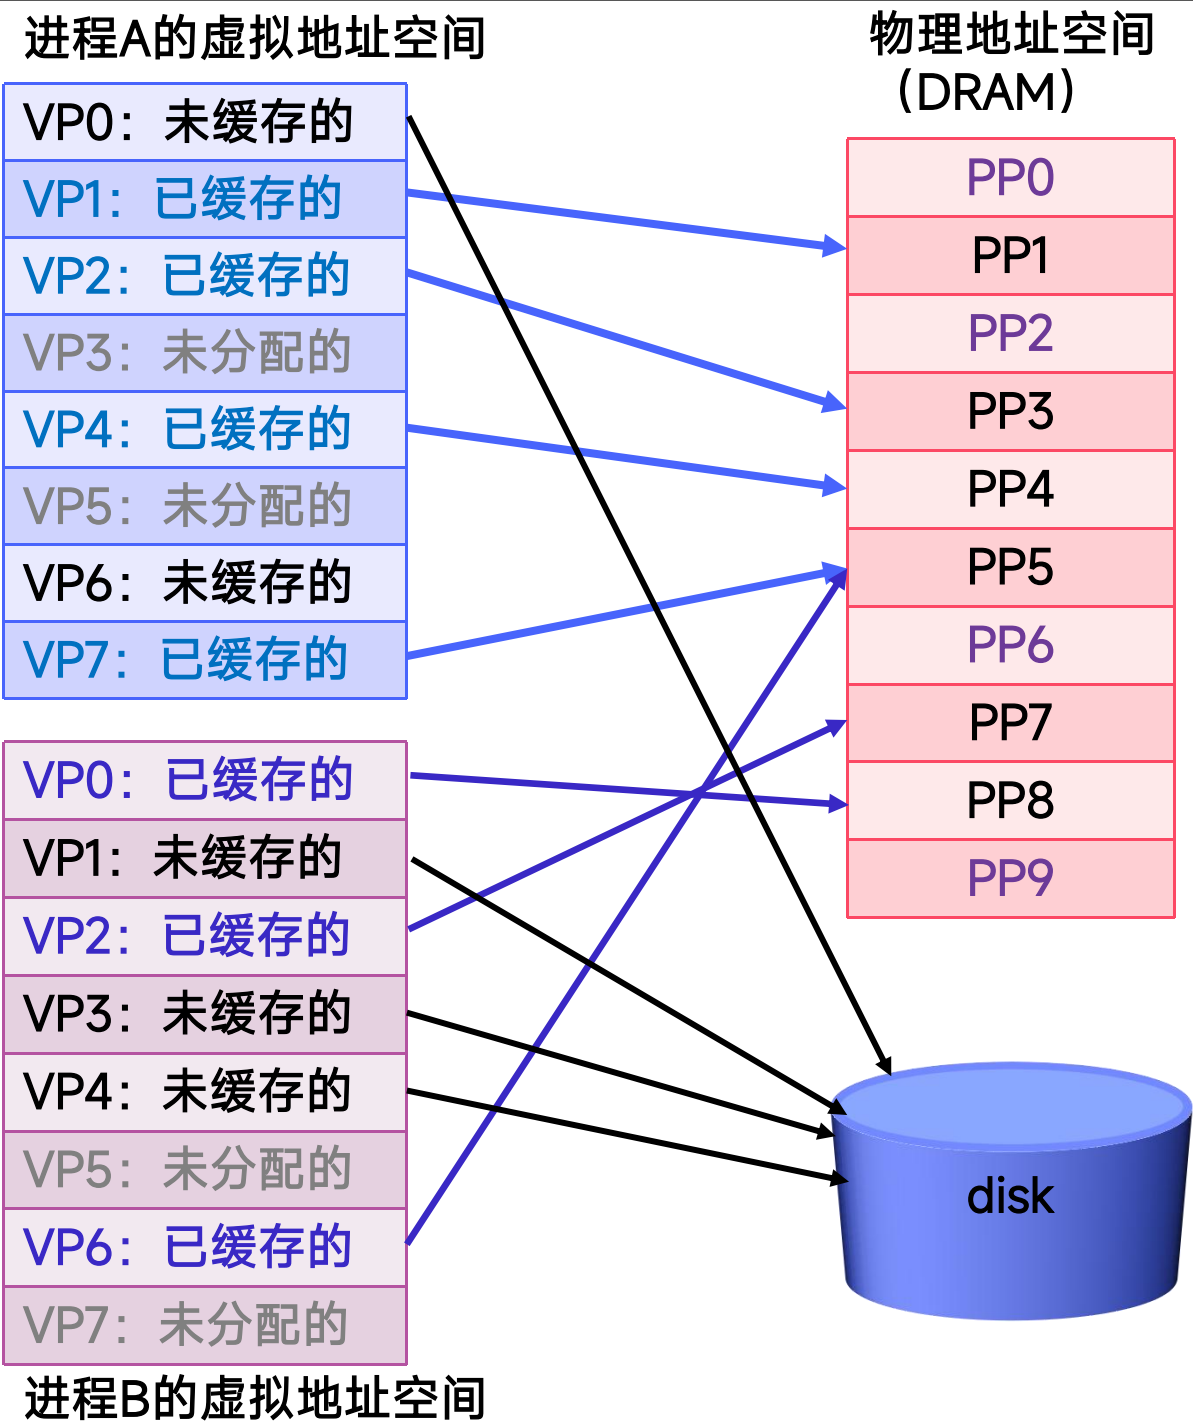 进程A的虚拟地址空间
VP0：未缓存的
VP1：已缓存的
VP2：已缓存的
VP3：未分配的
VP4：已缓存的
VP5：未分配的
VP6：未缓存的
VP7：已缓存的
VP0：已缓存的
VP1：未缓存的
VP2：已缓存的
VP3：未缓存的
VP4：未缓存的
VP5：未分配的
VP6：已缓存的
VP7：未分配的
进程B的虚拟地址空间
物理地址空间
（DRAM）
PP0
PP1
PP2
PP3
PP4
PP5
PP6
PP7
PP8
PP9
disk